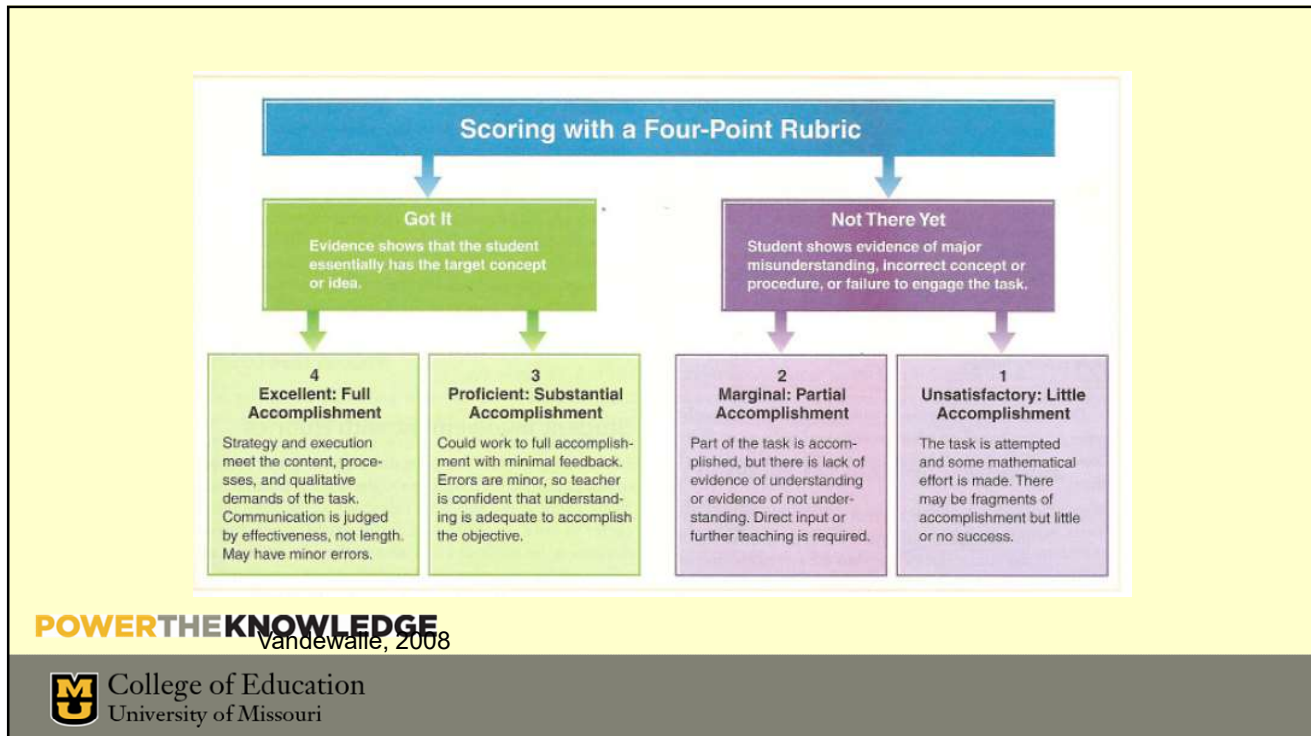 Scoring with a Four-Point Rubric
Got It
Evidence shows that the student
essentially has the target concept
or idea.
Not There Yet
Student shows evidence of major
misunderstanding, incorrect concept or
procedure, or failure to engage the task.
4
Excellent: Full
Accomplishment
Strategy and execution
meet the content, proce-
sses, and qualitative
demands of the task.
Communication is judged
by effectiveness, not length.
May have minor errors.
3
Proficient: Substantial
Accomplishment
Could work to full accomplish-
ment with minimal feedback.
Errors are minor, so teacher
is confident that understand-
ing is adequate to accomplish
the objective.
2
Marginal: Partial
Accomplishment
Part of the task is accom-
plished, but there is lack of
evidence of understanding
or evidence of not under-
standing. Direct input or
further teaching is required.
1
Unsatisfactory: Little
Accomplishment
The task is attempted
and some mathematical
effort is made. There
may be fragments of
accomplishment but little
or no success.
POWERTHEKNOWLEDGE
Vandewalle, 2008
College of Education
University of Missouri